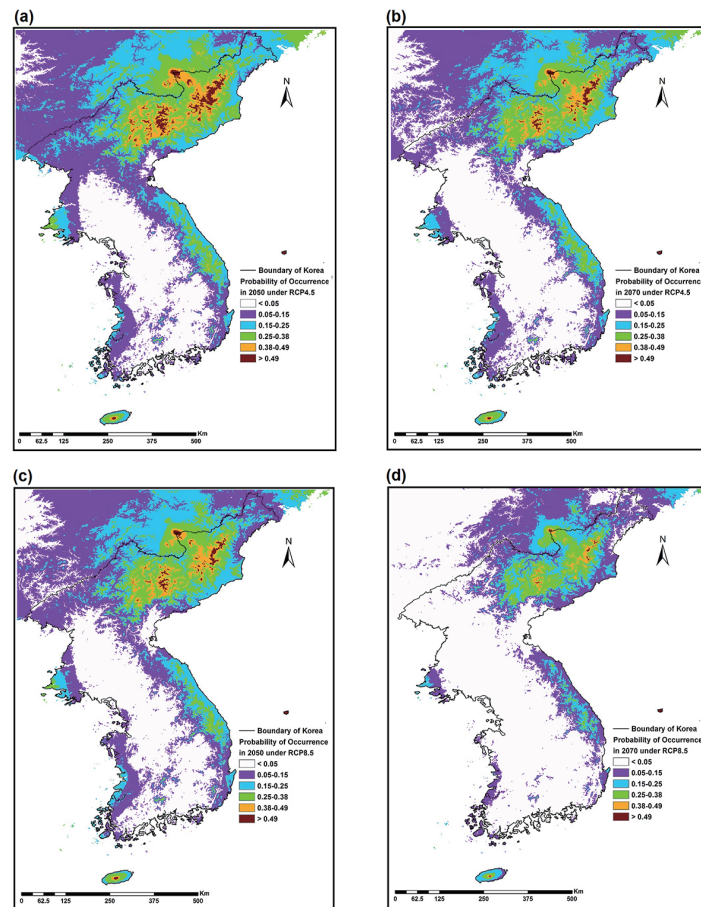 (a)
N
Boundary of Korea
Probability of Occurrence
in 2050 under RCP4.5
< 0.05
0.05-0.15
0.15-0.25
0.25-0.38
0.38-0.49
> 0.49
Km
0 62.5 125 250 375 500
(b)
N
Boundary of Korea
Probability of Occurrence
in 2070 under RCP4.5
< 0.05
0.05-0.15
0.15-0.25
0.25-0.38
0.38-0.49
> 0.49
Km
0 62.5 125 250 375 500
(c)
N
Boundary of Korea
Probability of Occurrence
in 2050 under RCP8.5
< 0.05
0.05-0.15
0.15-0.25
0.25-0.38
0.38-0.49
> 0.49
Km
0 62.5 125 250 375 500
(d)
N
Boundary of Korea
Probability of Occurrence
in 2070 under RCP8.5
< 0.05
0.05-0.15
0.15-0.25
0.25-0.38
0.38-0.49
> 0.49
Km
0 62.5 125 250 375 500